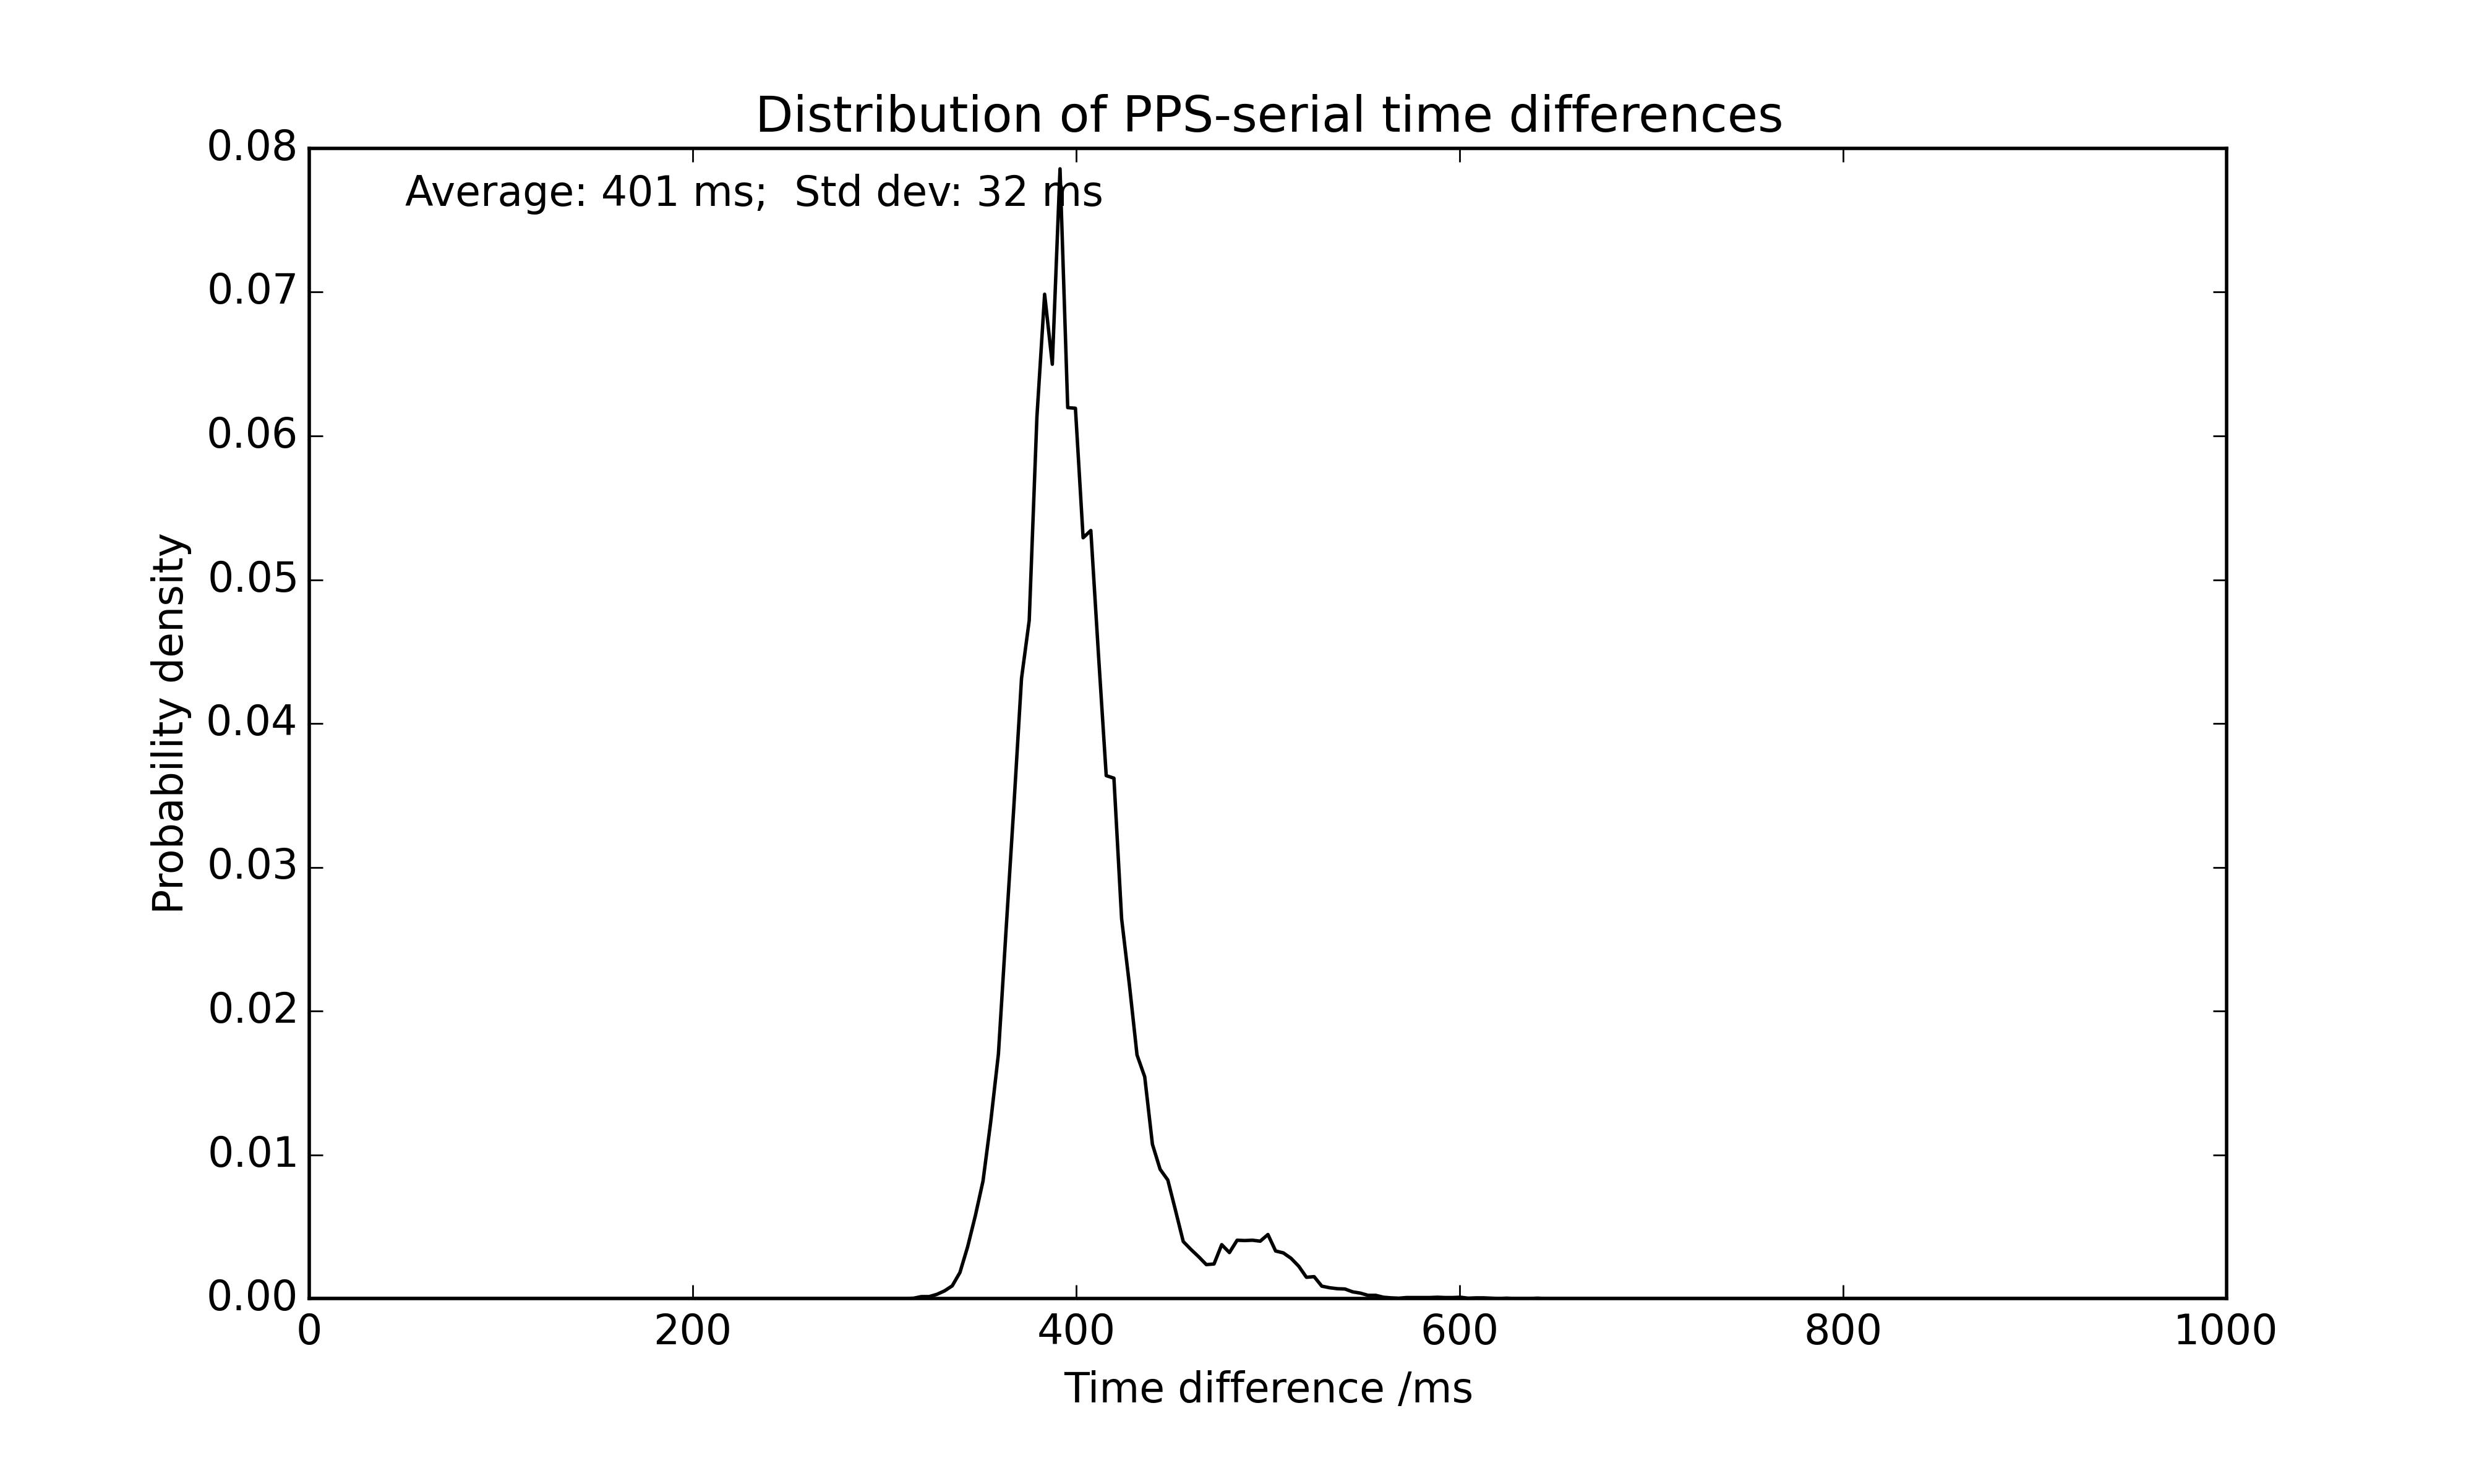 Distribution of PPS-serial time differences
Average: 401 ms;  Std dev: 32 ms
Probability density
0.08
0.07
0.06
0.05
0.04
0.03
0.02
0.01
0.00
0 200 400 600 800 1000
Time difference /ms